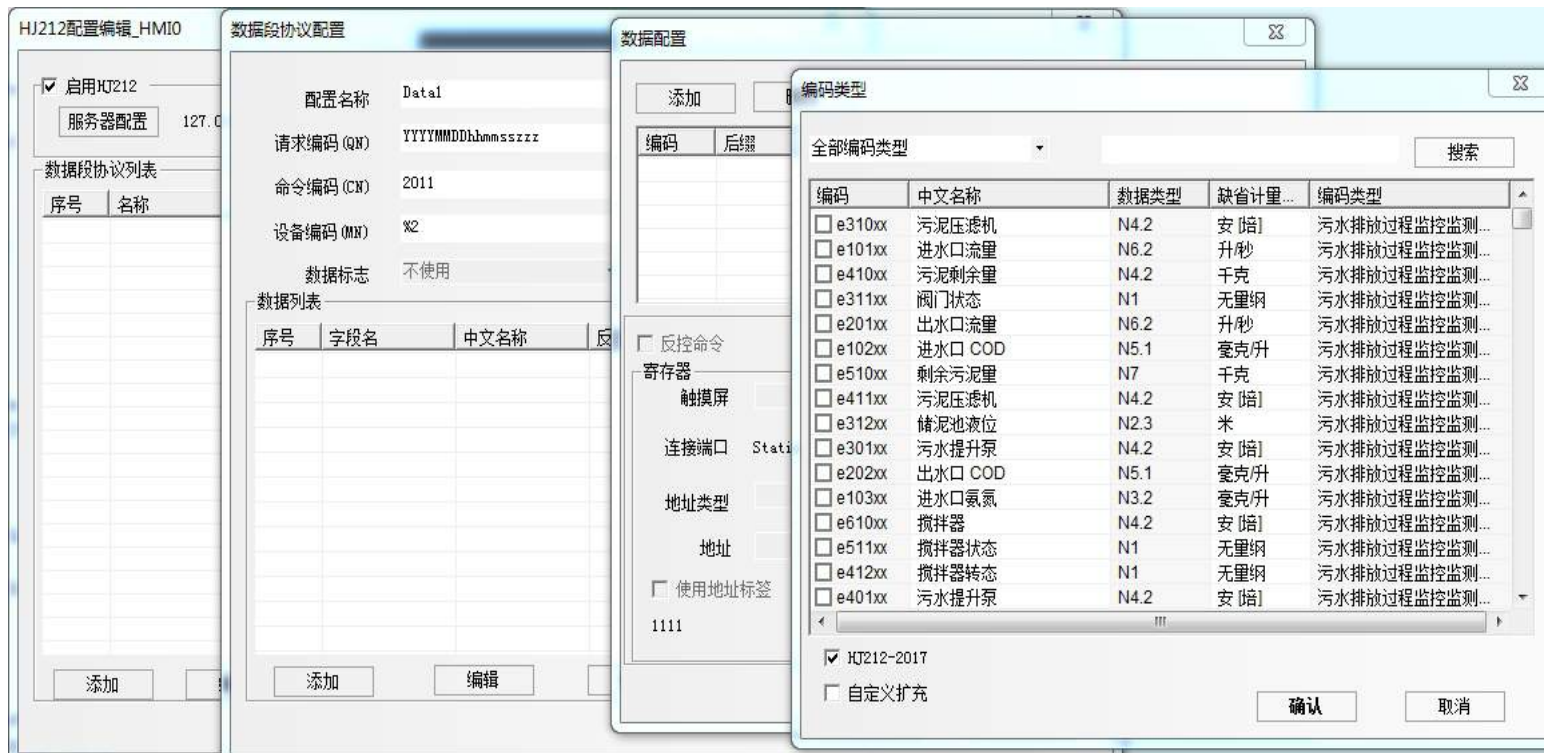 HJ212配置编辑_HMI0
启用HJ212
服务器配置 127.0
数据段协议列表
序号 名称
添加
数据段协议配置
配置名称 Data1
请求编码(QN) YYYYMMDDhhmmsszzz
命令编码(CN) 2011
设备编码(MN) %2
数据标志 不使用
数据列表
序号 字段名 中文名称 反
添加 编辑
数据配置
添加
编码 后缀
反控命令
寄存器
触摸屏
连接端口 Stati
地址类型
地址
使用地址标签
1111
编码类型
全部编码类型 搜索
编码 中文名称 数据类型 缺省计量... 编码类型
e310xx 污泥压滤机 N4.2 安[培] 污水排放过程监控监测...
e101xx 进水口流量 N6.2 升/秒 污水排放过程监控监测...
e410xx 污泥剩余量 N4.2 千克 污水排放过程监控监测...
e311xx 阀门状态 N1 无量纲 污水排放过程监控监测...
e201xx 出水口流量 N6.2 升/秒 污水排放过程监控监测...
e102xx 进水口 COD N5.1 毫克/升 污水排放过程监控监测...
e510xx 剩余污泥量 N7 千克 污水排放过程监控监测...
e411xx 污泥压滤机 N4.2 安[培] 污水排放过程监控监测...
e312xx 储泥池液位 N2.3 米 污水排放过程监控监测...
e301xx 污水提升泵 N4.2 安[培] 污水排放过程监控监测...
e202xx 出水口 COD N5.1 毫克/升 污水排放过程监控监测...
e103xx 进水口氨氮 N3.2 毫克/升 污水排放过程监控监测...
e610xx 搅拌器 N4.2 安[培] 污水排放过程监控监测...
e511xx 搅拌器状态 N1 无量纲 污水排放过程监控监测...
e412xx 搅拌器转态 N1 无量纲 污水排放过程监控监测...
e401xx 污水提升泵 N4.2 安[培] 污水排放过程监控监测...
HJ212-2017
自定义扩充
确认 取消